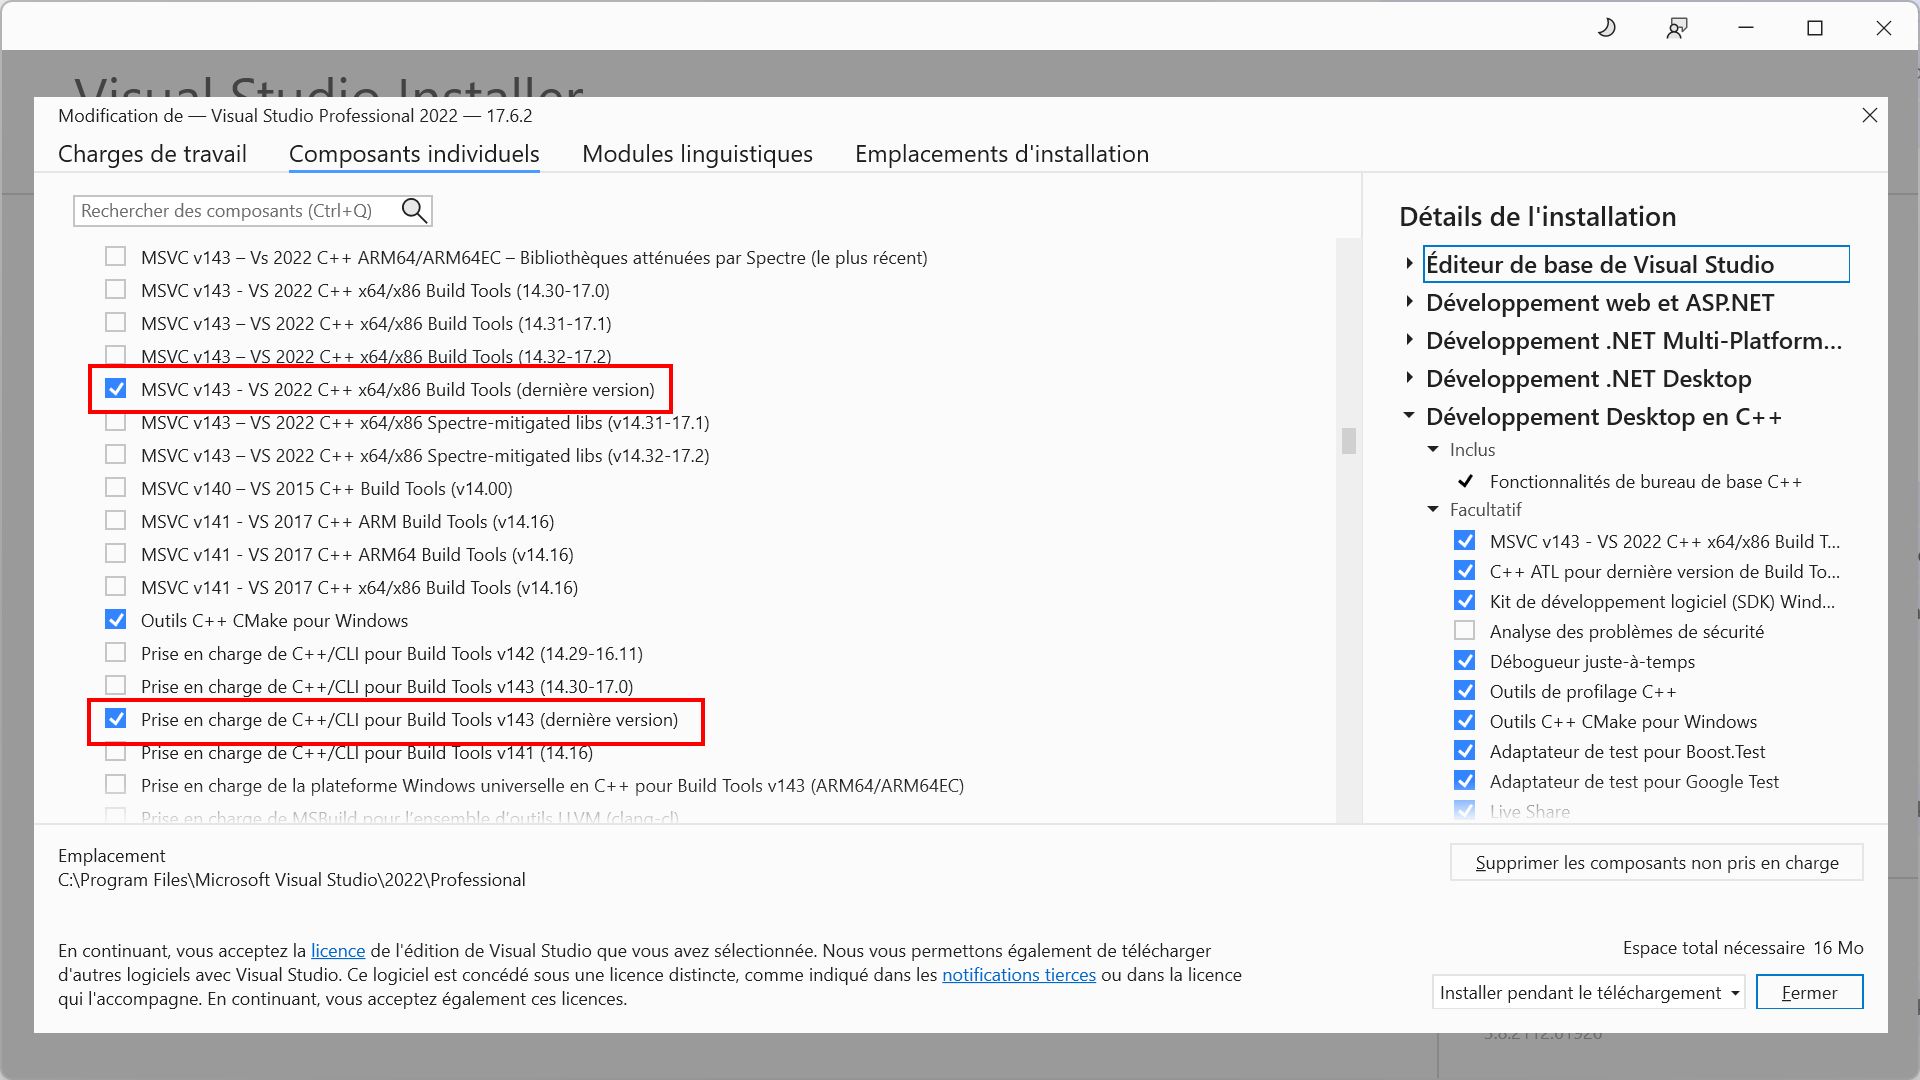 Visual Studio Installer
Modification de — Visual Studio Professional 2022 — 17.6.2
Charges de travail
Composants individuels
Modules linguistiques
Emplacements d'installation
Rechercher des composants (Ctrl+Q)
MSVC v143 – Vs 2022 C++ ARM64/ARM64EC – Bibliothèques atténuées par Spectre (le plus récent)
MSVC v143 - VS 2022 C++ x64/x86 Build Tools (14.30-17.0)
MSVC v143 – VS 2022 C++ x64/x86 Build Tools (14.31-17.1)
MSVC v143 – VS 2022 C++ x64/x86 Build Tools (14.32-17.2)
MSVC v143 - VS 2022 C++ x64/x86 Build Tools (dernière version)
MSVC v143 – VS 2022 C++ x64/x86 Spectre-mitigated libs (v14.31-17.1)
MSVC v143 – VS 2022 C++ x64/x86 Spectre-mitigated libs (v14.32-17.2)
MSVC v140 – VS 2015 C++ Build Tools (v14.00)
MSVC v141 - VS 2017 C++ ARM Build Tools (v14.16)
MSVC v141 - VS 2017 C++ ARM64 Build Tools (v14.16)
MSVC v141 - VS 2017 C++ x64/x86 Build Tools (v14.16)
Outils C++ CMake pour Windows
Prise en charge de C++/CLI pour Build Tools v142 (14.29-16.11)
Prise en charge de C++/CLI pour Build Tools v143 (14.30-17.0)
Prise en charge de C++/CLI pour Build Tools v143 (dernière version)
Prise en charge de C++/CLI pour Build Tools v141 (14.16)
Prise en charge de la plateforme Windows universelle en C++ pour Build Tools v143 (ARM64/ARM64EC)
Prise en charge de MSBuild pour l'ensemble d'outils LLVM (clang-cl)
Détails de l'installation
Éditeur de base de Visual Studio
Développement web et ASP.NET
Développement .NET Multi-Platform...
Développement .NET Desktop
Développement Desktop en C++
Inclus
Fonctionnalités de bureau de base C++
Facultatif
MSVC v143 - VS 2022 C++ x64/x86 Build T...
C++ ATL pour dernière version de Build To...
Kit de développement logiciel (SDK) Wind...
Analyse des problèmes de sécurité
Débogueur juste-à-temps
Outils de profilage C++
Outils C++ CMake pour Windows
Adaptateur de test pour Boost.Test
Adaptateur de test pour Google Test
Live Share
Emplacement
C:\Program Files\Microsoft Visual Studio\2022\Professional
Supprimer les composants non pris en charge
En continuant, vous acceptez la licence de l'édition de Visual Studio que vous avez sélectionnée. Nous vous permettons également de télécharger
d'autres logiciels avec Visual Studio. Ce logiciel est concédé sous une licence distincte, comme indiqué dans les notifications tierces ou dans la licence
qui l'accompagne. En continuant, vous acceptez également ces licences.
Espace total nécessaire 16 Mo
Installer pendant le téléchargement
Fermer